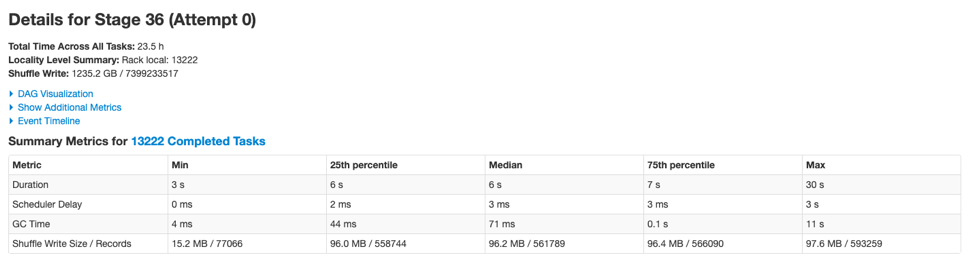 Details for Stage 36 (Attempt 0)
Total Time Across All Tasks: 23.5 h
Locality Level Summary: Rack local: 13222
Shuffle Write: 1235.2 GB / 7399233517
DAG Visualization
Show Additional Metrics
Event Timeline
Summary Metrics for 13222 Completed Tasks
Metric Min 25th percentile Median 75th percentile Max
Duration 3 s 6 s 6 s 7 s 30 s
Scheduler Delay 0 ms 2 ms 3 ms 3 ms 3 s
GC Time 4 ms 44 ms 71 ms 0.1 s 11 s
Shuffle Write Size / Records 15.2 MB / 77066 96.0 MB / 558744 96.2 MB / 561789 96.4 MB / 566090 97.6 MB / 593259